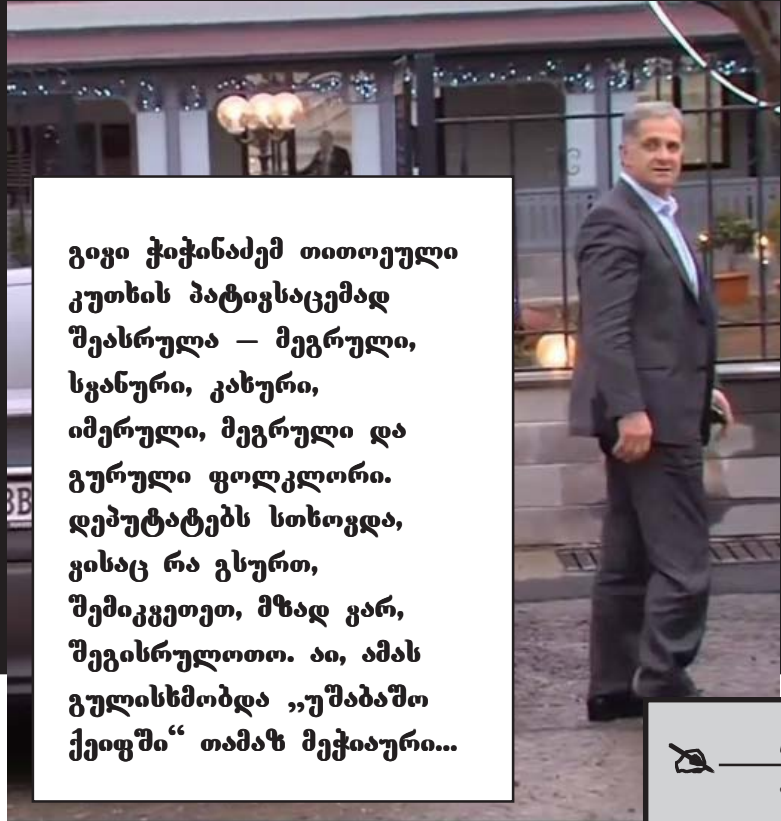 გივი ჭიჭინაძემ თითოეული
კუთხის პატივსაცემად
შეასრულა — მეგრული,
სვანური, კახური,
იმერული, მეგრული და
გურული ფოლკლორი.
დეპუტატებს სთხოვდა,
ვისაც რა გსურთ,
შემიკვეთეთ, მზად ვარ,
შეგისრულოთო. აი, ამას
გულისხმობდა „უშაბაშო
ქეიფში“ თამაზ მეჭიაური...